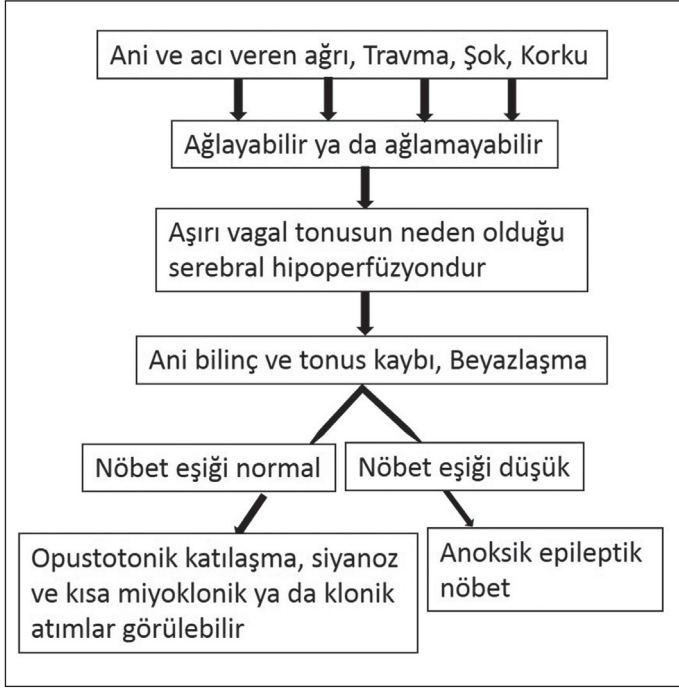 Ani ve acı veren ağrı, Travma, Şok, Korku
Ağlayabilir ya da ağlamayabilir
Aşırı vagal tonusun neden olduğu
serebral hipoperfüzyondur
Ani bilinç ve tonus kaybı, Beyazlaşma
Nöbet eşiği normal
Nöbet eşiği düşük
Opustotonik katılaşma, siyanoz
ve kısa miyoklonik ya da klonik
atımlar görülebilir
Anoksik epileptik
nöbet